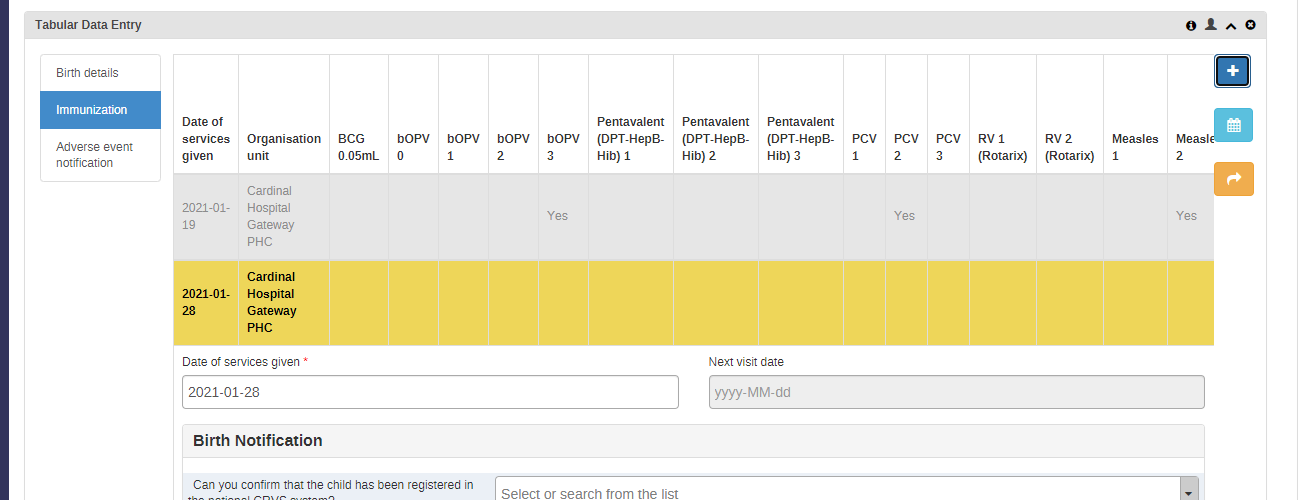 Tabular Data Entry
Birth details
Immunization
Adverse event
notification
Date of
services
given
Organisation
unit
BCG
0.05mL
bOPV
0
bOPV
1
bOPV
2
bOPV
3
Pentavalent
(DPT-HepB-
Hib) 1
Pentavalent
(DPT-HepB-
Hib) 2
Pentavalent
(DPT-HepB-
Hib) 3
PCV
1
PCV
2
PCV
3
RV 1
(Rotarix)
RV 2
(Rotarix)
Measles
1
Measle
2
2021-01-
19
Cardinal
Hospital
Gateway
PHC
Yes
Yes
Yes
2021-01-
28
Cardinal
Hospital
Gateway
PHC
Date of services given *
2021-01-28
Next visit date
yyyy-MM-dd
Birth Notification
Can you confirm that the child has been registered in
the national CRVS system?
Select or search from the list